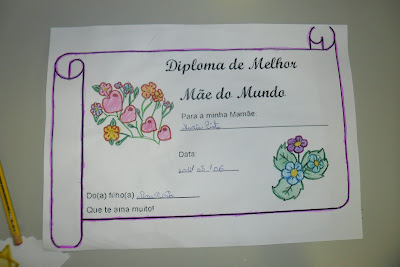 Diploma de Melhor
Mãe do Mundo
Para a minha Mamãe:
Data:
Do(a) filho(a)
Que te ama muito!